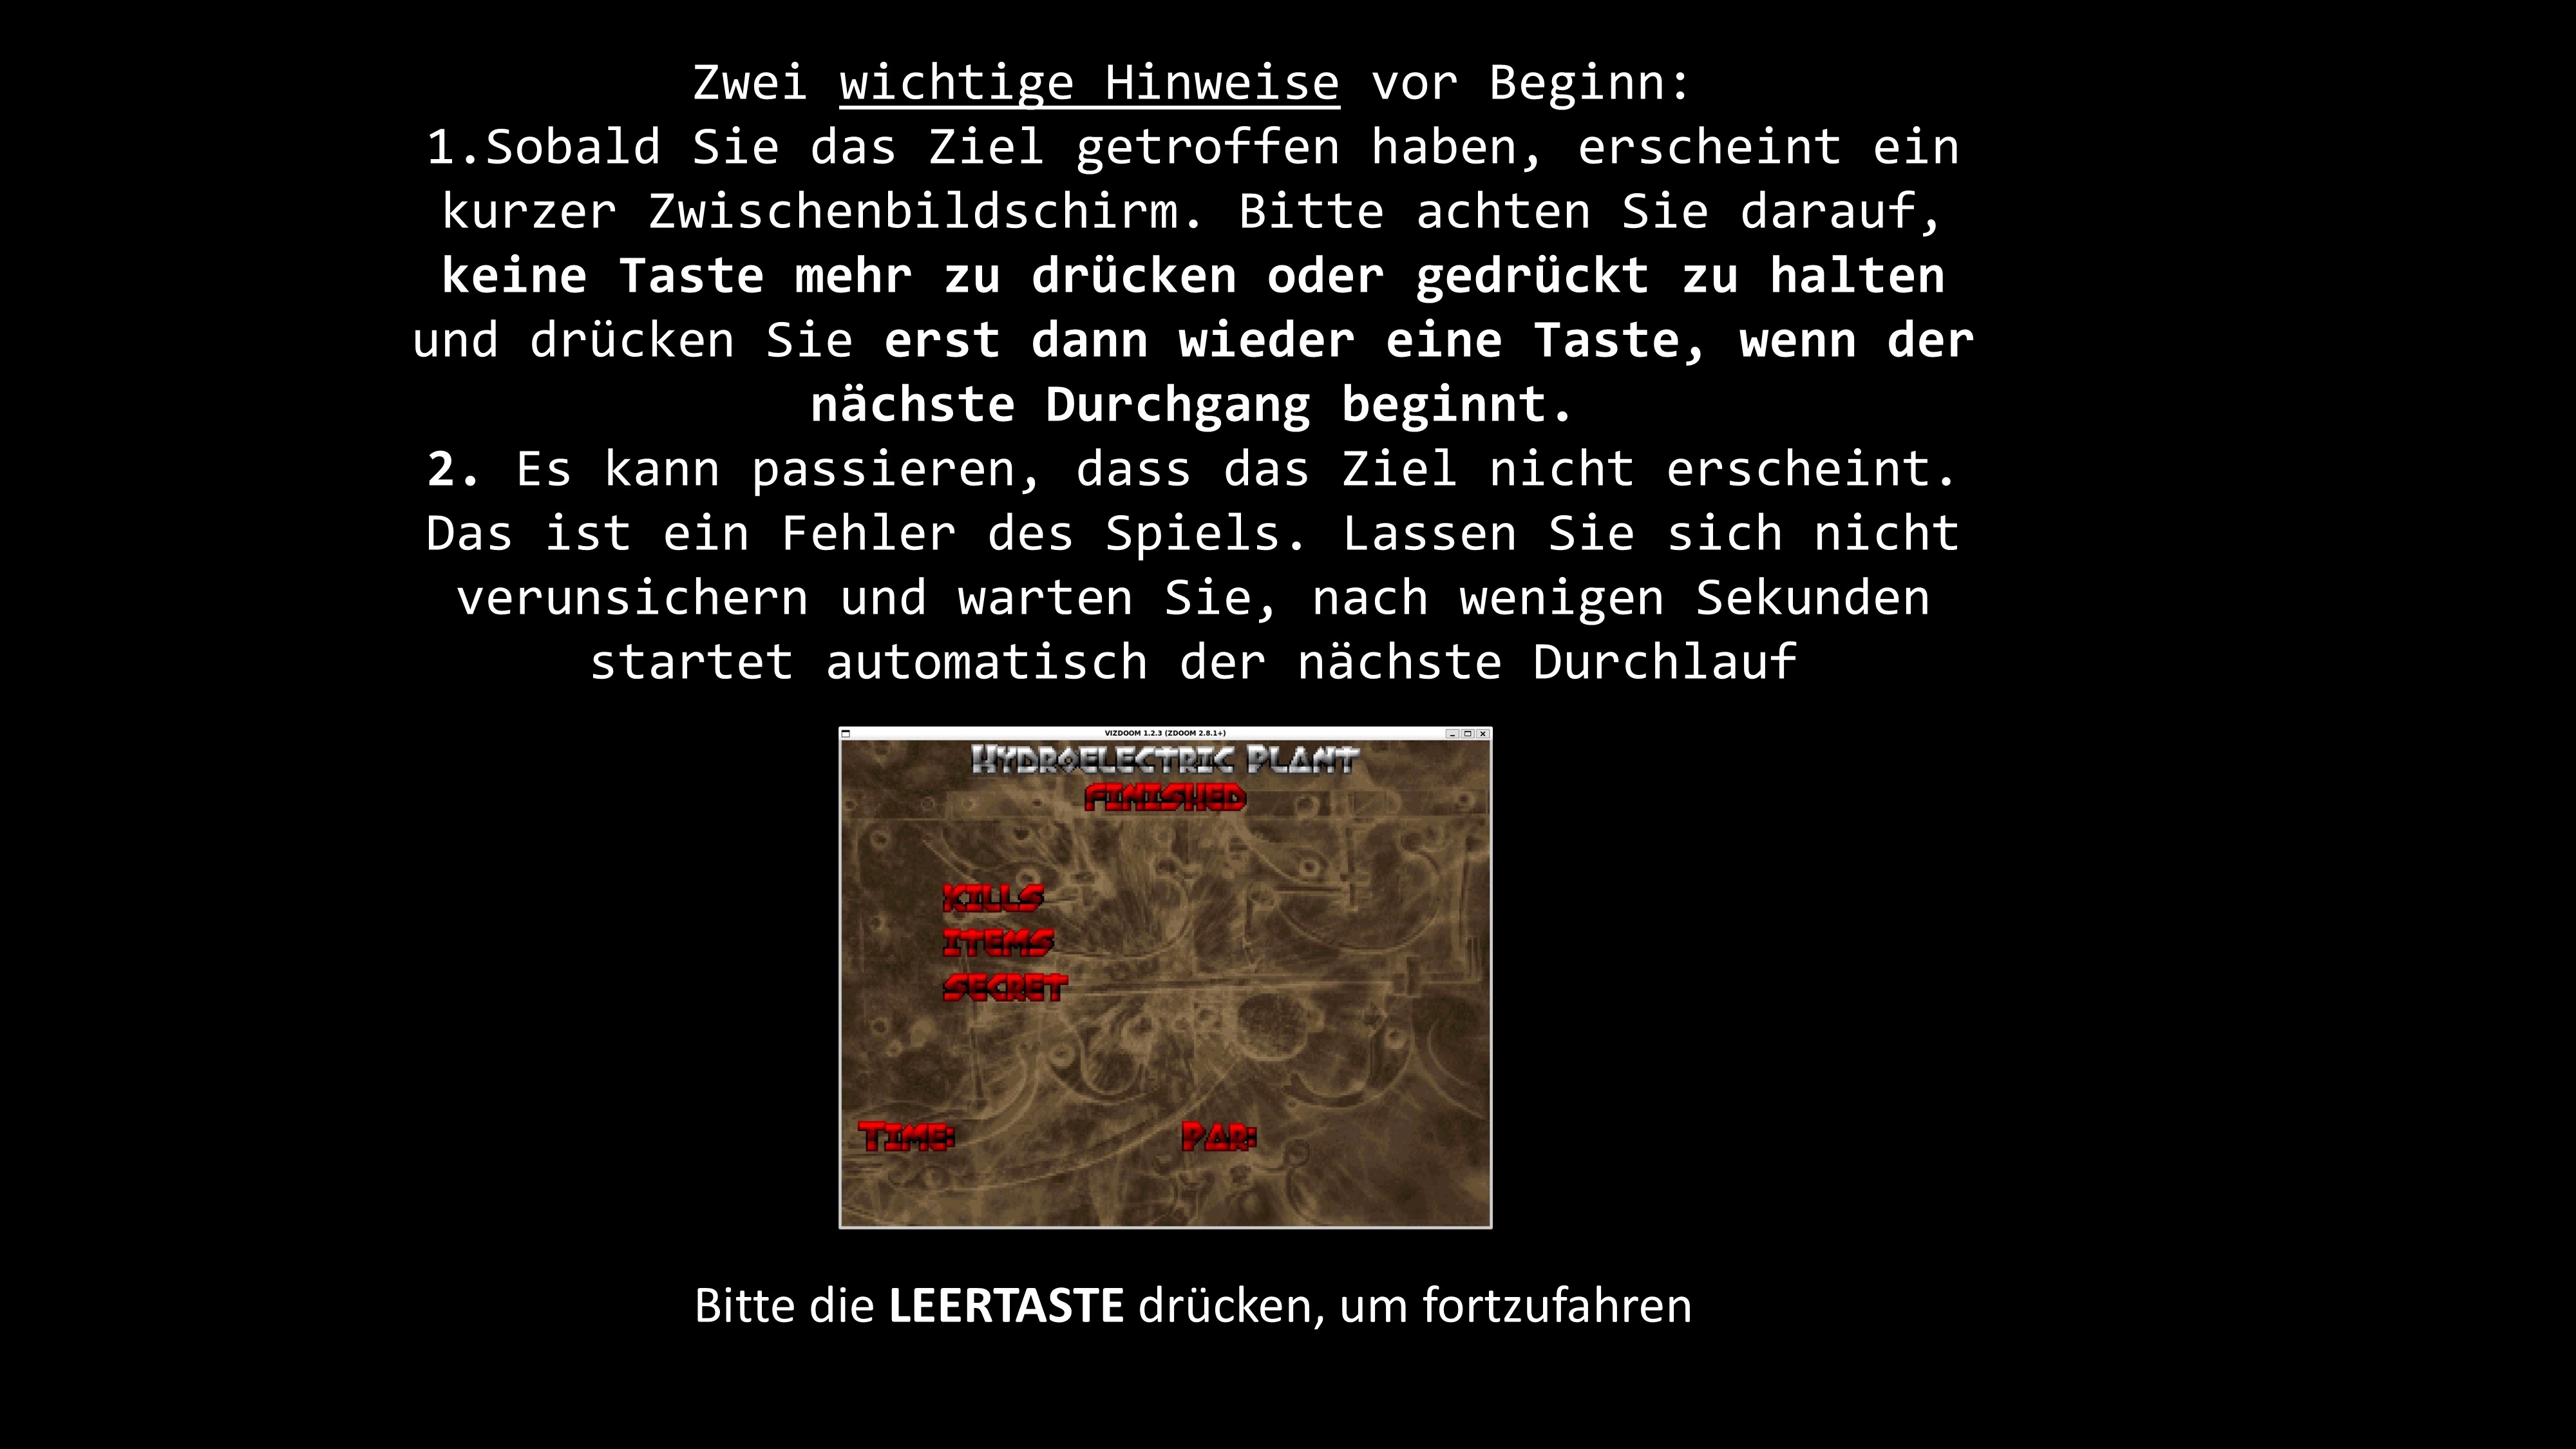 Zwei wichtige Hinweise vor Beginn:
1.Sobald Sie das Ziel getroffen haben, erscheint ein
kurzer Zwischenbildschirm. Bitte achten Sie darauf,
keine Taste mehr zu drücken oder gedrückt zu halten
und drücken Sie erst dann wieder eine Taste, wenn der
nächste Durchgang beginnt.
2. Es kann passieren, dass das Ziel nicht erscheint.
Das ist ein Fehler des Spiels. Lassen Sie sich nicht
verunsichern und warten Sie, nach wenigen Sekunden
startet automatisch der nächste Durchlauf
VIZDOOM 1.2.3 (ZDOOM 2.8.1+)
Hydroelectric Plant
FINISHED
KILLS
ITEMS
SECRET
TIME: PAR:
Bitte die LEERTASTE drücken, um fortzufahren